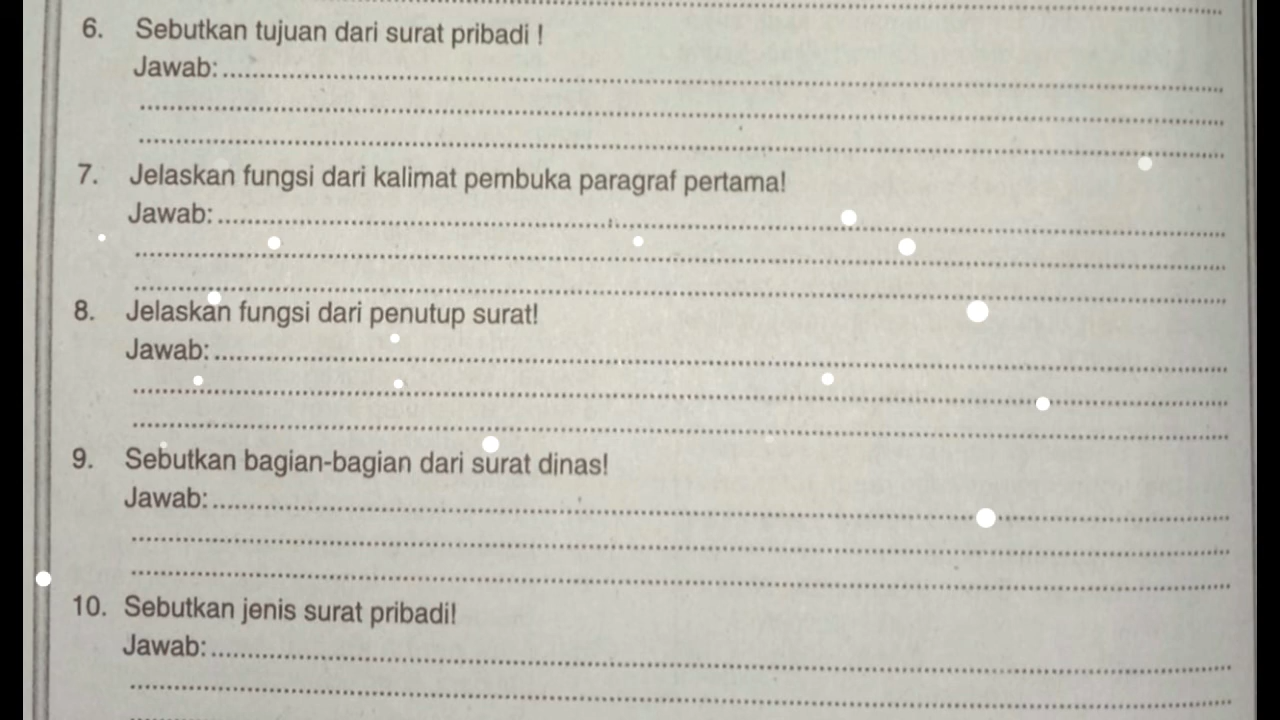 6. Sebutkan tujuan dari surat pribadi !
Jawab: ..........................................................................
..........................................................................
..........................................................................
7. Jelaskan fungsi dari kalimat pembuka paragraf pertama!
Jawab: ..........................................................................
..........................................................................
..........................................................................
8. Jelaskan fungsi dari penutup surat!
Jawab: ..........................................................................
..........................................................................
..........................................................................
9. Sebutkan bagian-bagian dari surat dinas!
Jawab: ..........................................................................
..........................................................................
..........................................................................
10. Sebutkan jenis surat pribadi!
Jawab: ..........................................................................
..........................................................................